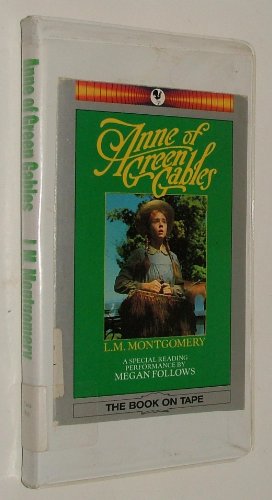 Anne of
Green
Gables
L.M. MONTGOMERY
A SPECIAL READING
PERFORMANCE BY
MEGAN FOLLOWS
THE BOOK ON TAPE
Anne of Green Gables L.M. Montgomery